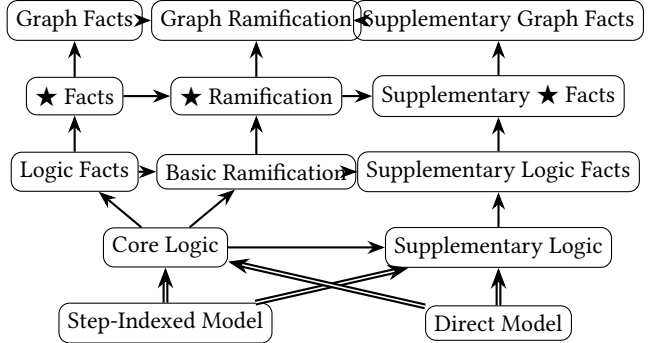 Graph Facts Graph Ramification Supplementary Graph Facts
★ Facts ★ Ramification Supplementary ★ Facts
Logic Facts Basic Ramification Supplementary Logic Facts
Core Logic Supplementary Logic
Step-Indexed Model Direct Model